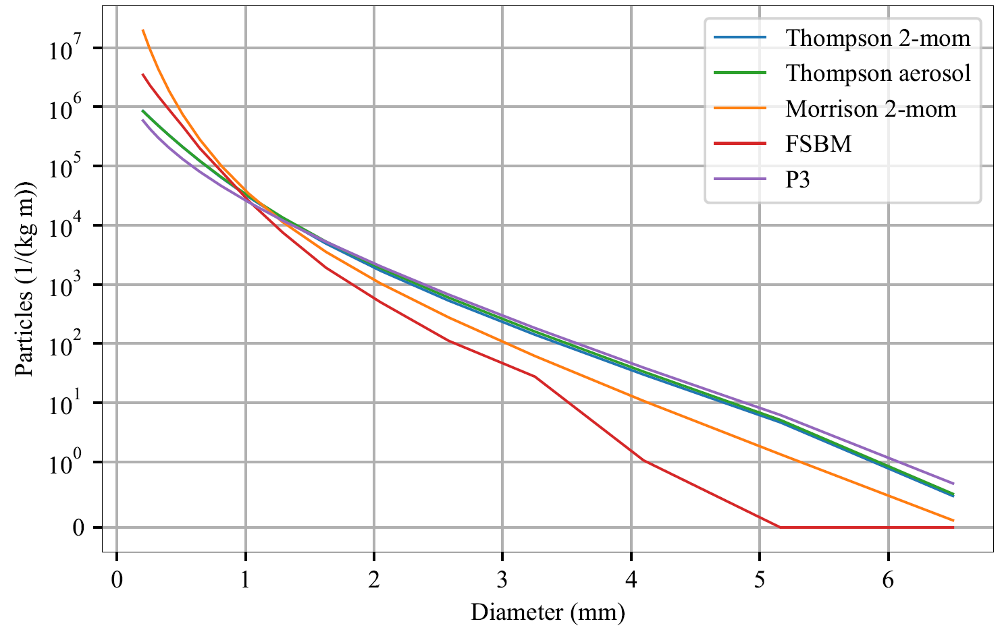 10^7
10^6
10^5
10^4
10^3
10^2
10^1
10^0
0
Particles (1/(kg m))
Thompson 2-mom
Thompson aerosol
Morrison 2-mom
FSBM
P3
0 1 2 3 4 5 6
Diameter (mm)